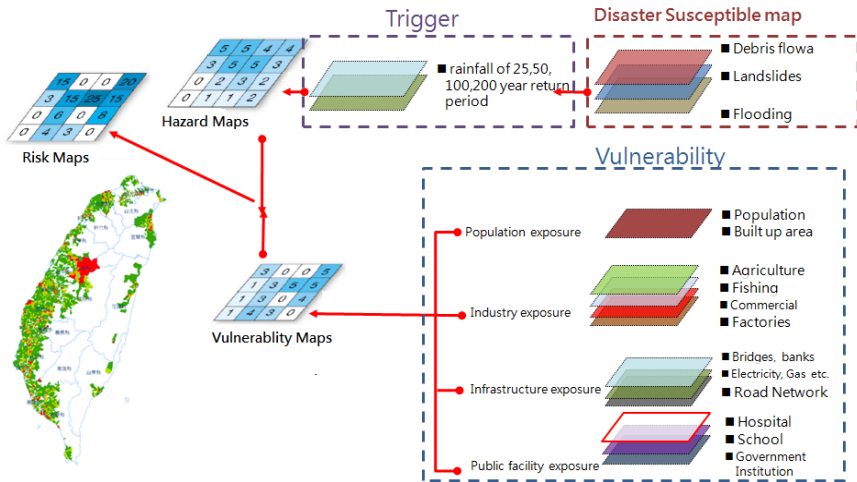 Trigger
Disaster Susceptible map
■ rainfall of 25,50,
100,200 year return
period
■ Debris flowa
■ Landslides
■ Flooding
5 5 4 4
3 5 5 3
0 2 3 2
0 1 1 2
Hazard Maps
15 0 0 20
3 15 25 15
0 6 0 8
0 4 3 0
Risk Maps
Vulnerability
Population exposure
■ Population
■ Built up area
Industry exposure
■ Agriculture
■ Fishing
■ Commercial
■ Factories
3 0 0 5
1 3 5 5
1 3 0 4
1 4 3 0
Vulnerablity Maps
Infrastructure exposure
■ Bridges, banks
■ Electricity, Gas etc.
■ Road Network
Public facility exposure
■ Hospital
■ School
■ Government
Institution